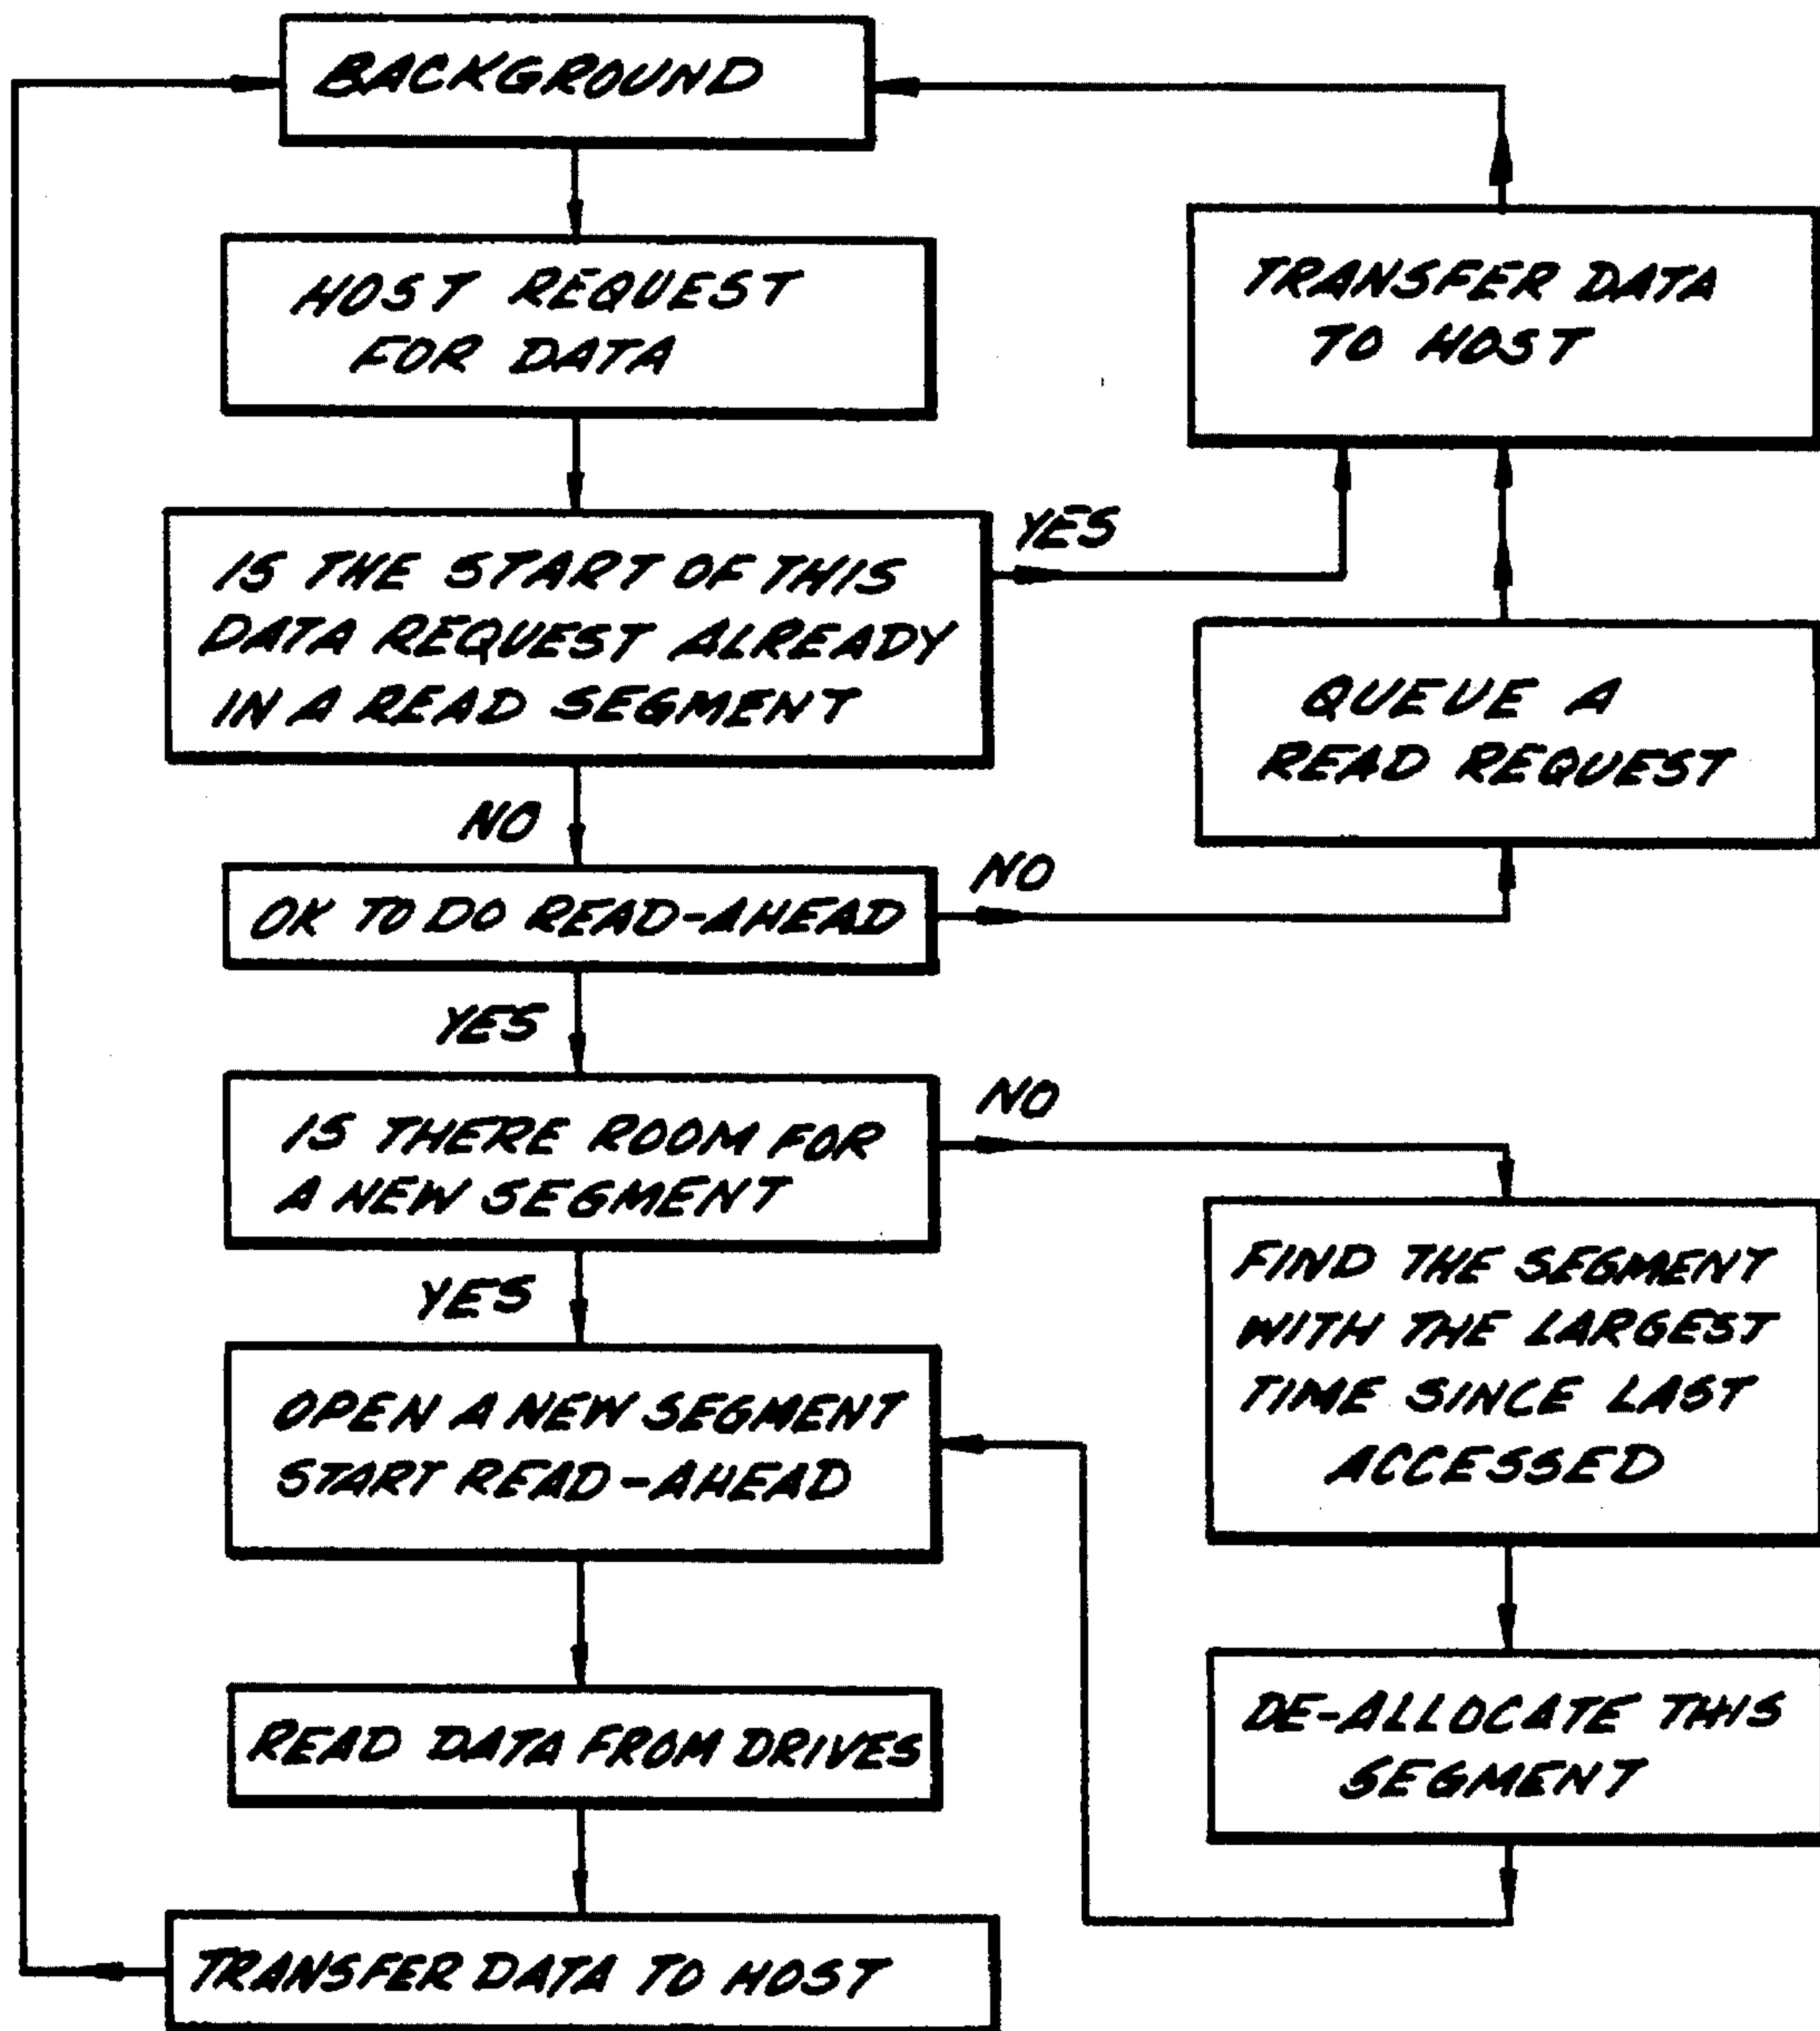 BACKGROUND
HOST REQUEST
FOR DATA
TRANSFER DATA
TO HOST
IS THE START OF THIS
DATA REQUEST ALREADY
IN A READ SEGMENT
YES
QUEUE A
READ REQUEST
NO
OK TO DO READ-AHEAD
NO
YES
IS THERE ROOM FOR
A NEW SEGMENT
NO
FIND THE SEGMENT
WITH THE LARGEST
TIME SINCE LAST
ACCESSED
YES
OPEN A NEW SEGMENT
START READ-AHEAD
READ DATA FROM DRIVES
DE-ALLOCATE THIS
SEGMENT
TRANSFER DATA TO HOST